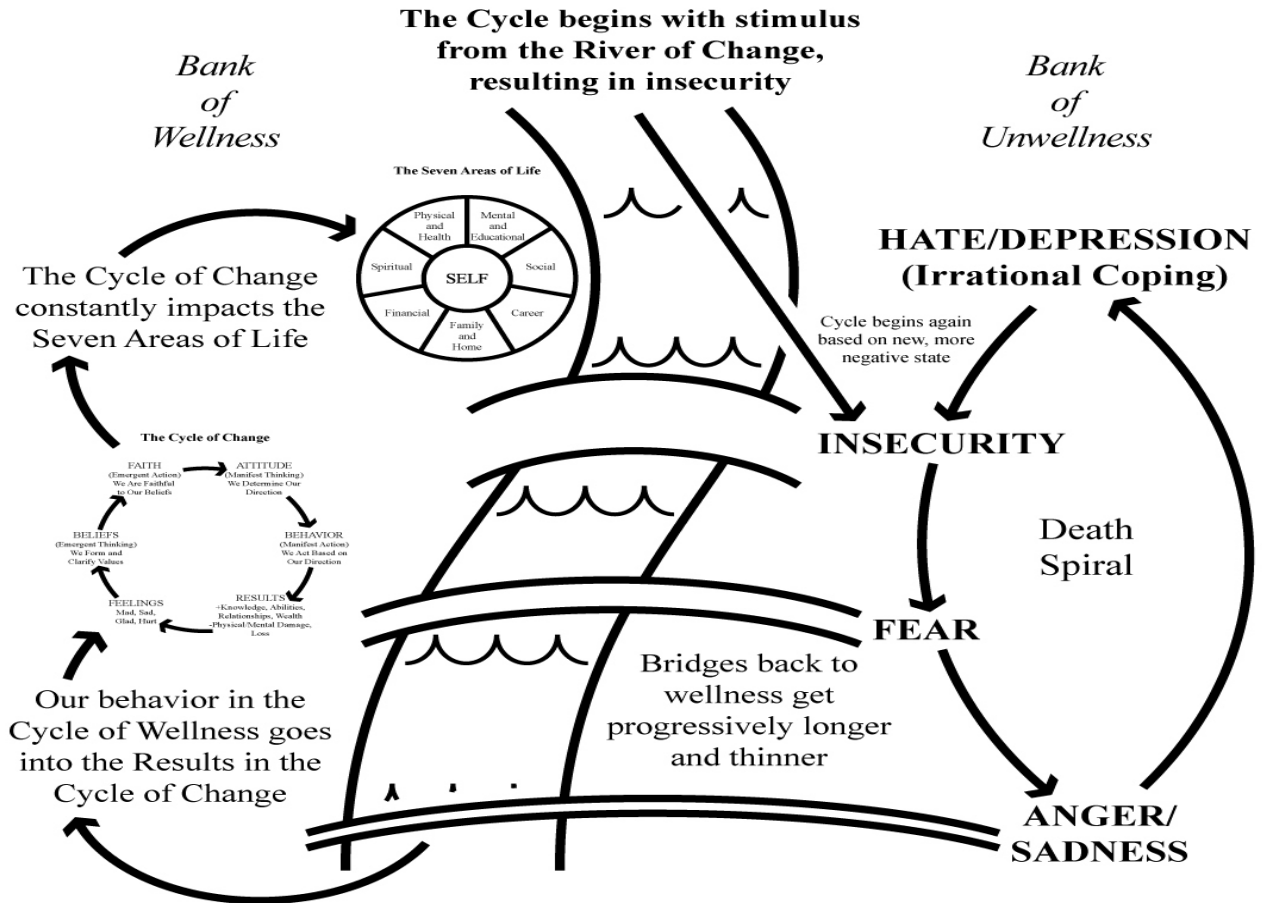 The Cycle begins with stimulus
from the River of Change,
resulting in insecurity
Bank
of
Wellness
Bank
of
Unwellness
The Seven Areas of Life
Physical
and
Health
Mental
and
Educational
Spiritual
SELF
Social
Financial
Career
Family
and
Home
The Cycle of Change
constantly impacts the
Seven Areas of Life
The Cycle of Change
FAITH
(Emergent Action)
We Are Faithful
to Our Beliefs
ATTITUDE
(Manifest Thinking)
We Determine Our
Direction
BELIEFS
(Emergent Thinking)
We Form and
Clarify Values
BEHAVIOR
(Manifest Action)
We Act Based on
Our Direction
FEELINGS
Mad, Sad,
Glad, Hurt
RESULTS
+Knowledge, Abilities,
Relationships, Wealth
-Physical/Mental Damage,
Loss
Our behavior in the
Cycle of Wellness goes
into the Results in the
Cycle of Change
HATE/DEPRESSION
(Irrational Coping)
Cycle begins again
based on new, more
negative state
INSECURITY
Death
Spiral
FEAR
Bridges back to
wellness get
progressively longer
and thinner
ANGER/
SADNESS